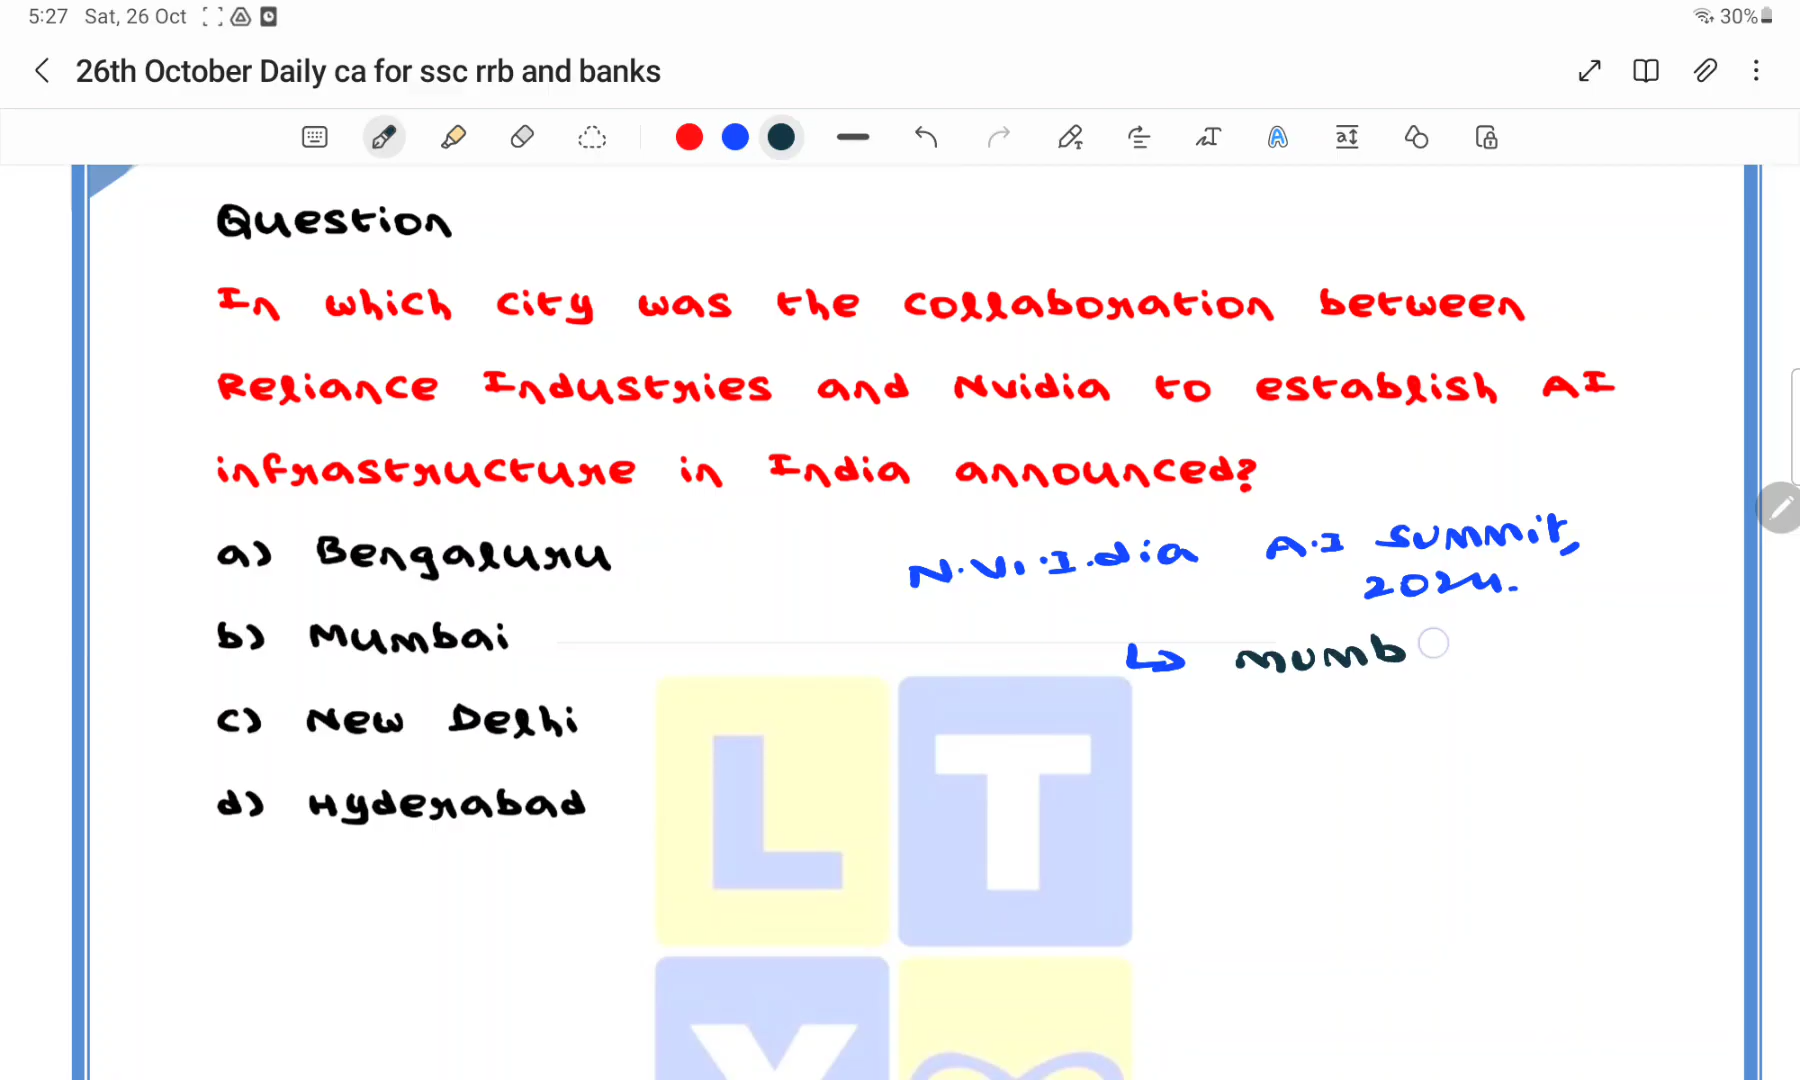 5:27 Sat, 26 Oct
30%
26th October Daily ca for ssc rrb and banks
Question
In which city was the collaboration between
Reliance Industries and Nvidia to establish AI
infrastructure in India announced?
a) Bengaluru
N.V.I.dia A.I summit,
2024.
b) Mumbai
↳ mumb
c) New Delhi
d) Hyderabad
L T
Y